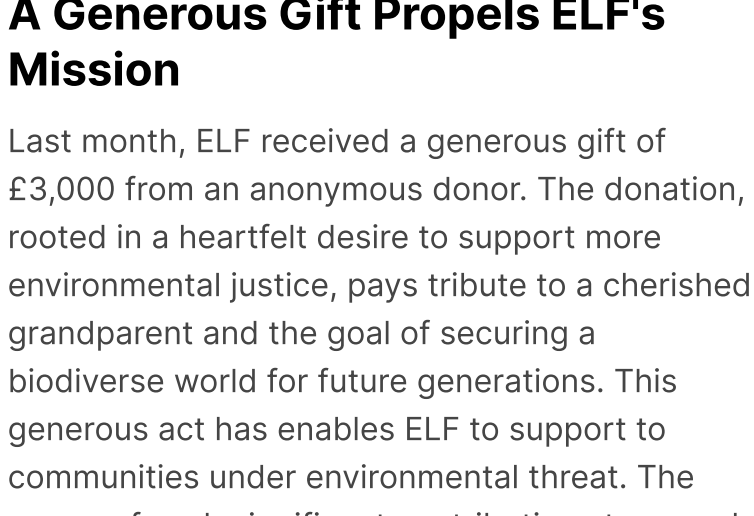 A Generous Gift Propels ELF's
Mission
Last month, ELF received a generous gift of
£3,000 from an anonymous donor. The donation,
rooted in a heartfelt desire to support more
environmental justice, pays tribute to a cherished
grandparent and the goal of securing a
biodiverse world for future generations. This
generous act has enables ELF to support to
communities under environmental threat. The